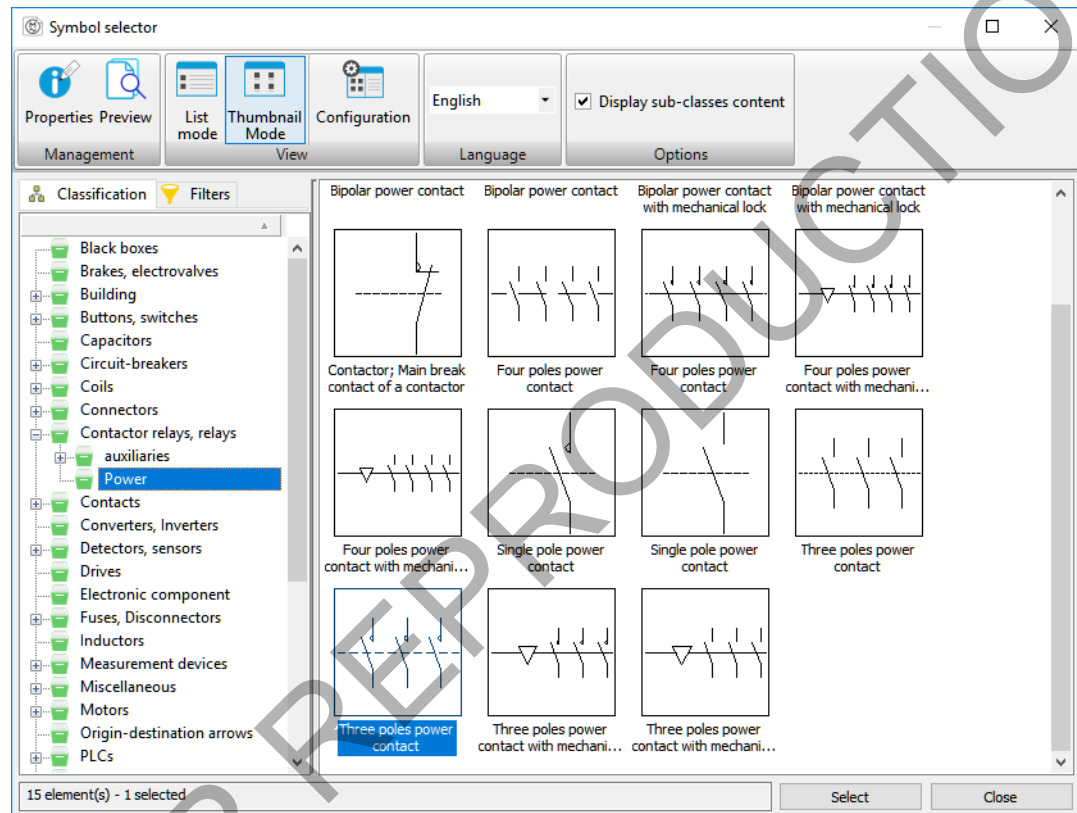 Symbol selector
Properties Preview
List mode
Thumbnail Mode
Configuration
English
Display sub-classes content
Management
View
Language
Options
Classification
Filters
Black boxes
Brakes, electrovalves
Building
Buttons, switches
Capacitors
Circuit-breakers
Coils
Connectors
Contactor relays, relays
auxiliaries
Power
Contacts
Converters, Inverters
Detectors, sensors
Drives
Electronic component
Fuses, Disconnectors
Inductors
Measurement devices
Miscellaneous
Motors
Origin-destination arrows
PLCs
Bipolar power contact
Bipolar power contact
Bipolar power contact
with mechanical lock
Bipolar power contact
with mechanical lock
Contactor; Main break
contact of a contactor
Four poles power
contact
Four poles power
contact
Four poles power
contact with mechani...
Four poles power
contact with mechani...
Single pole power
contact
Single pole power
contact
Three poles power
contact
Three poles power
contact
Three poles power
contact with mechani...
Three poles power
contact with mechani...
15 element(s) - 1 selected
Select
Close
R REPRODUCTIO